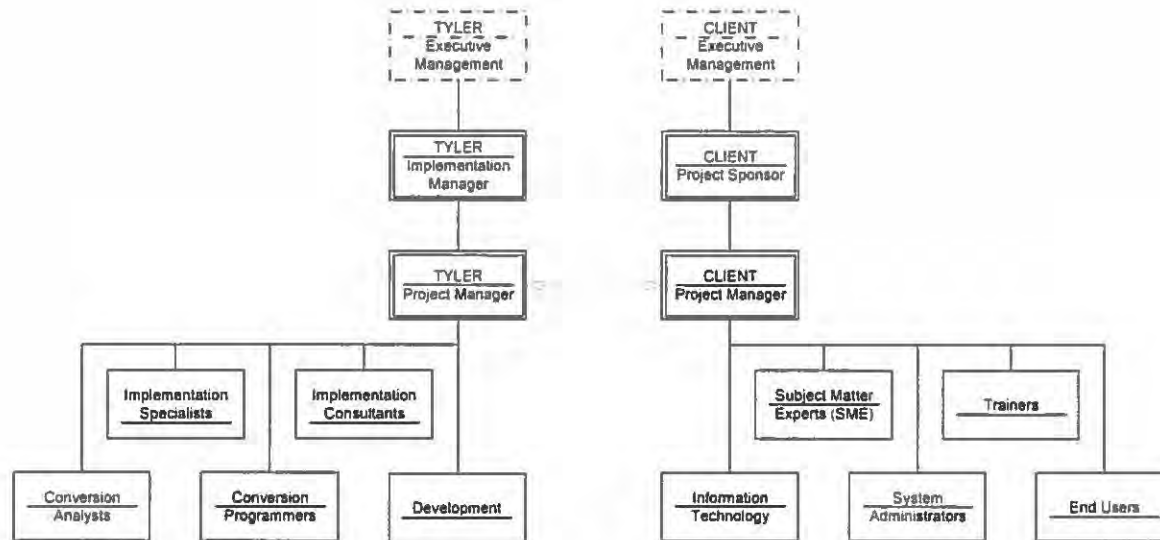 TYLER
Executive
Management
CLIENT
Executive
Management
TYLER
Implementation
Manager
CLIENT
Project Sponsor
TYLER
Project Manager
CLIENT
Project Manager
Implementation
Specialists
Implementation
Consultants
Subject Matter
Experts (SME)
Trainers
Conversion
Analysts
Conversion
Programmers
Development
Information
Technology
System
Administrators
End Users